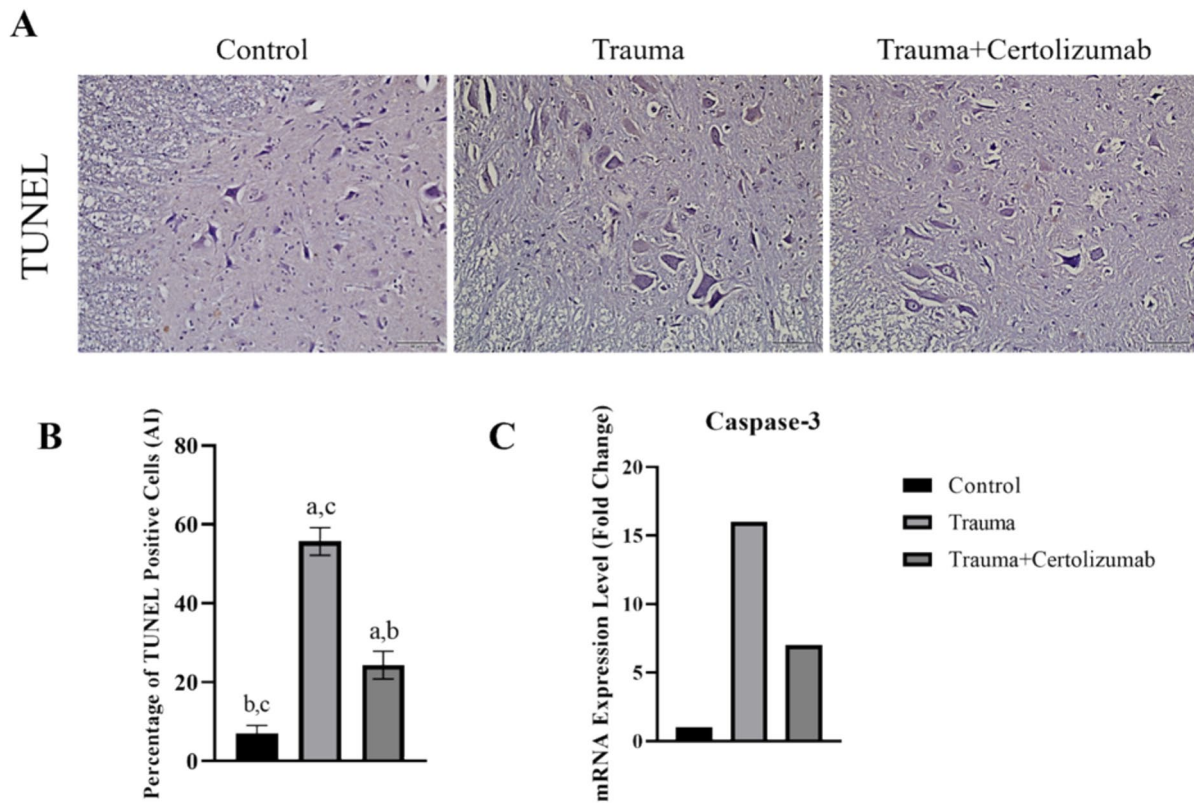 A
Control
Trauma
Trauma+Certolizumab
TUNEL
B
Percentage of TUNEL Positive Cells (AI)
80
60
40
20
0
b,c
a,c
a,b
C
Caspase-3
mRNA Expression Level (Fold Change)
20
15
10
5
0
Control
Trauma
Trauma+Certolizumab